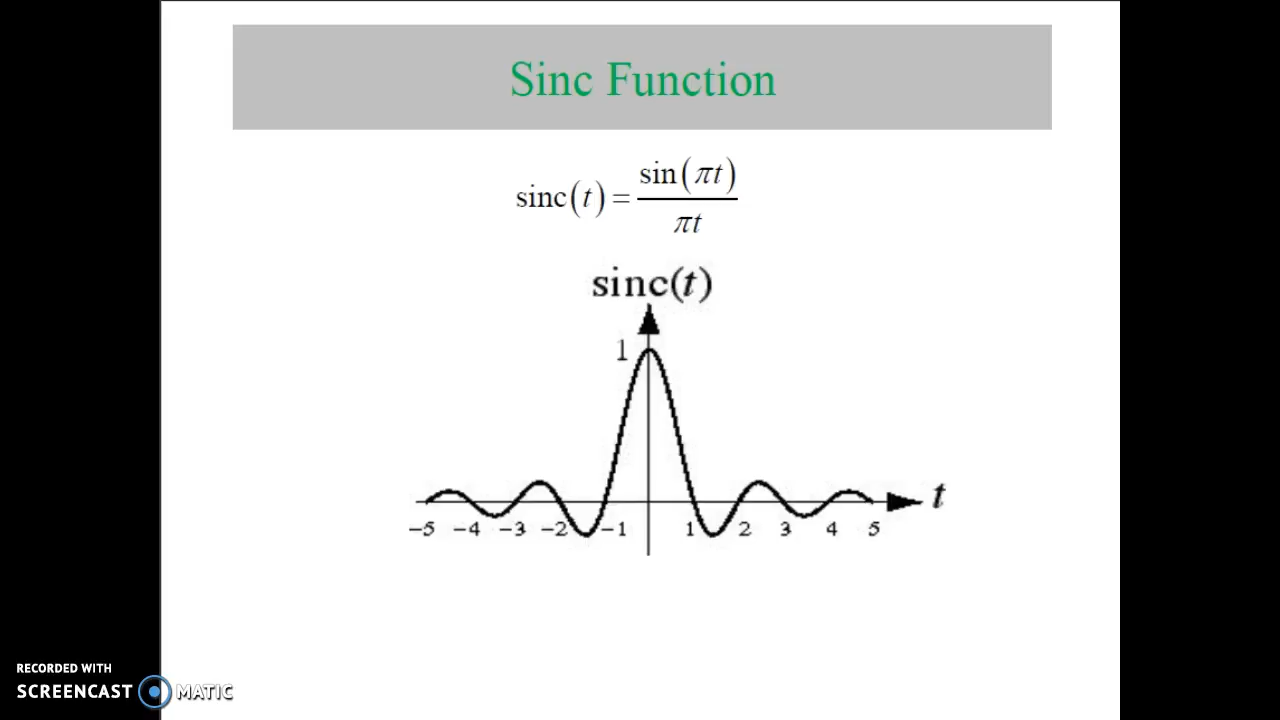 Sinc Function
sinc(t) = sin(πt) / πt
sinc(t)
1
t
−5 −4 −3 −2 −1 1 2 3 4 5
RECORDED WITH
SCREENCAST MATIC